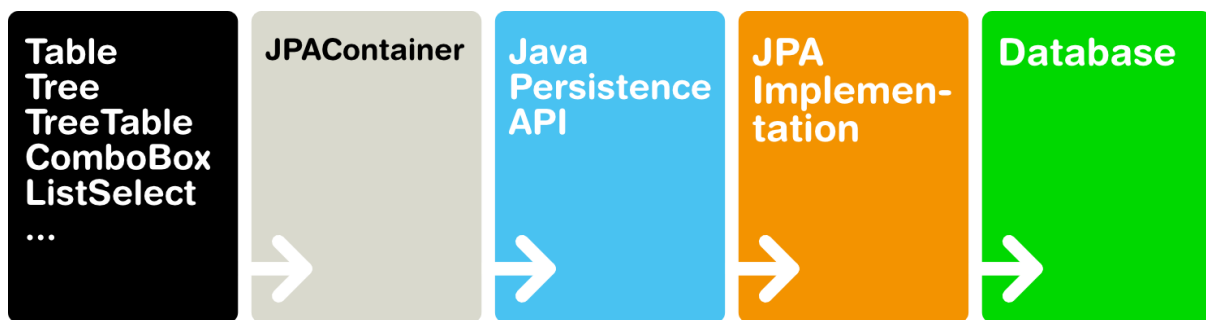 Table
Tree
TreeTable
ComboBox
ListSelect
...
JPAContainer
Java
Persistence
API
JPA
Implemen-
tation
Database